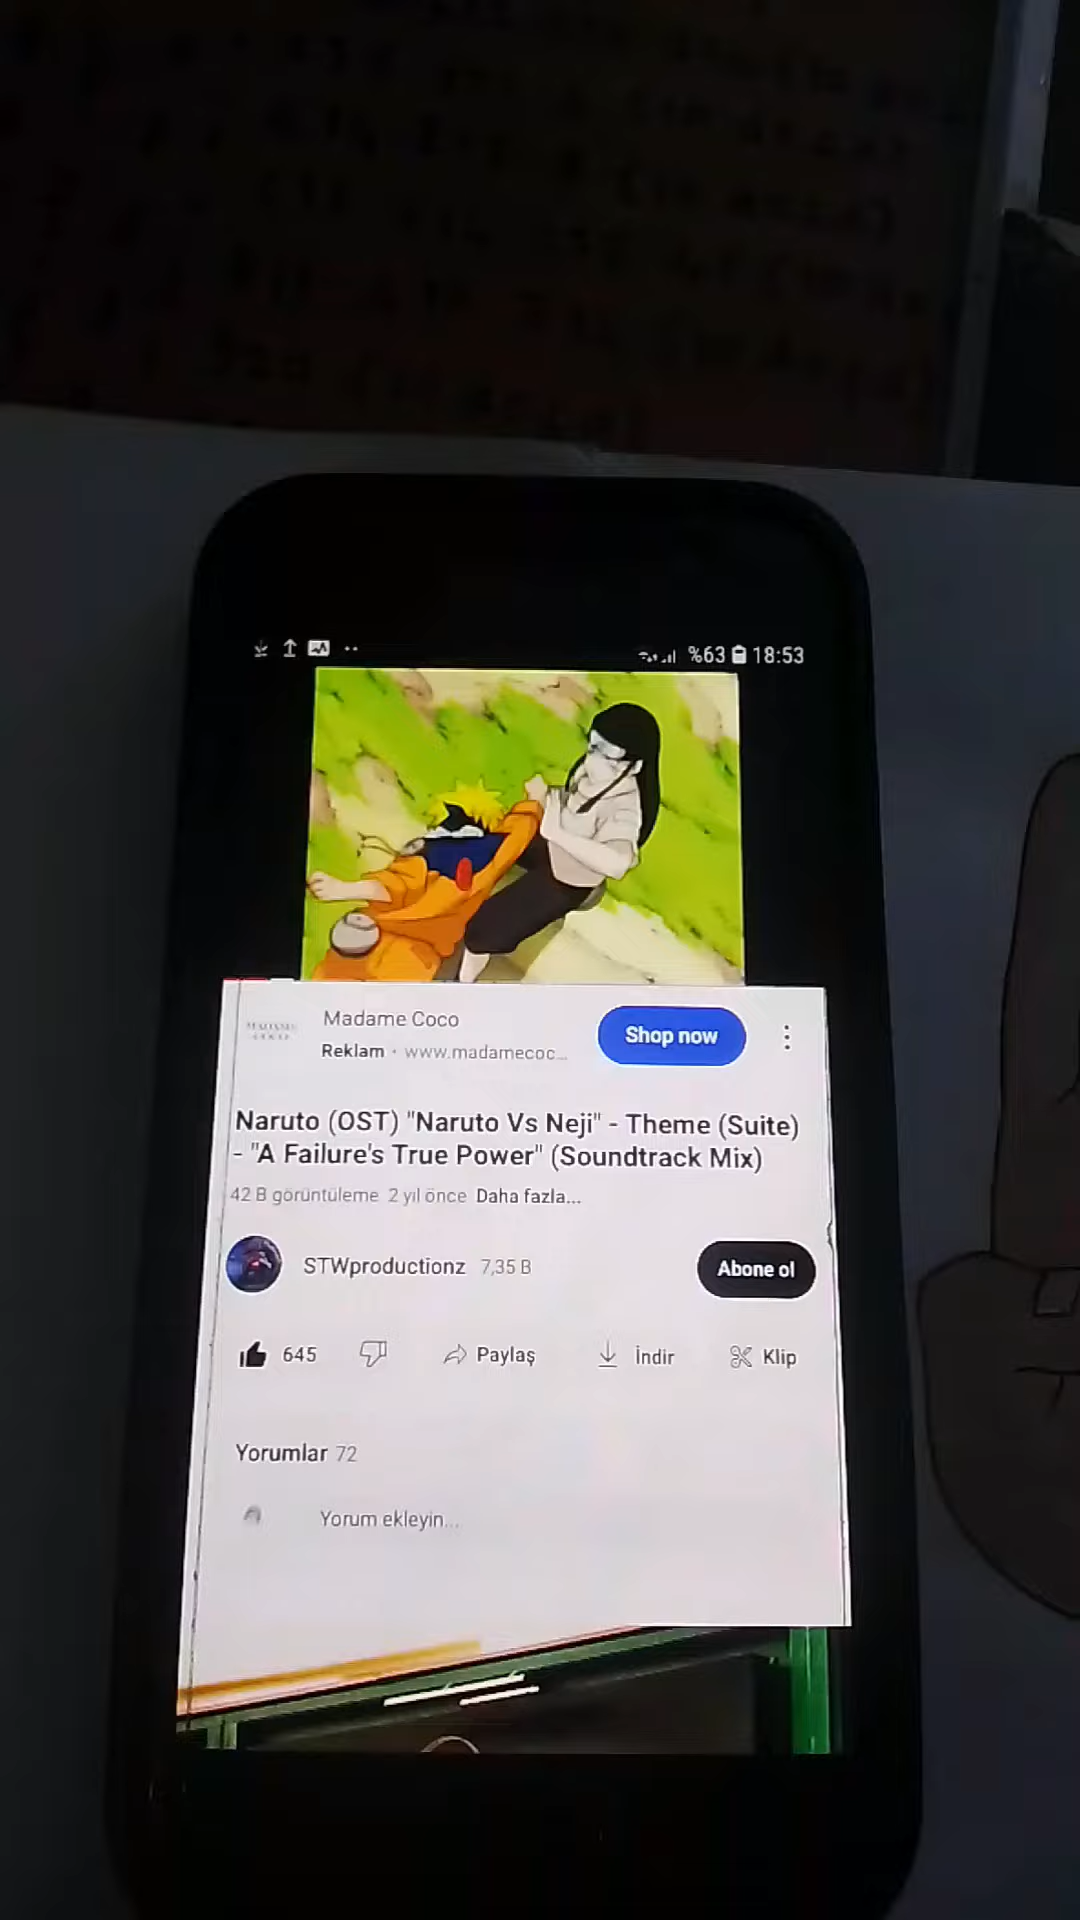 %63 18:53
Madame Coco
Reklam · www.madamecoc...
Shop now
Naruto (OST) "Naruto Vs Neji" - Theme (Suite)
- "A Failure's True Power" (Soundtrack Mix)
42 B görüntüleme 2 yıl önce Daha fazla...
STWproductionz 7,35 B
Abone ol
645
Paylaş
İndir
Klip
Yorumlar 72
Yorum ekleyin...